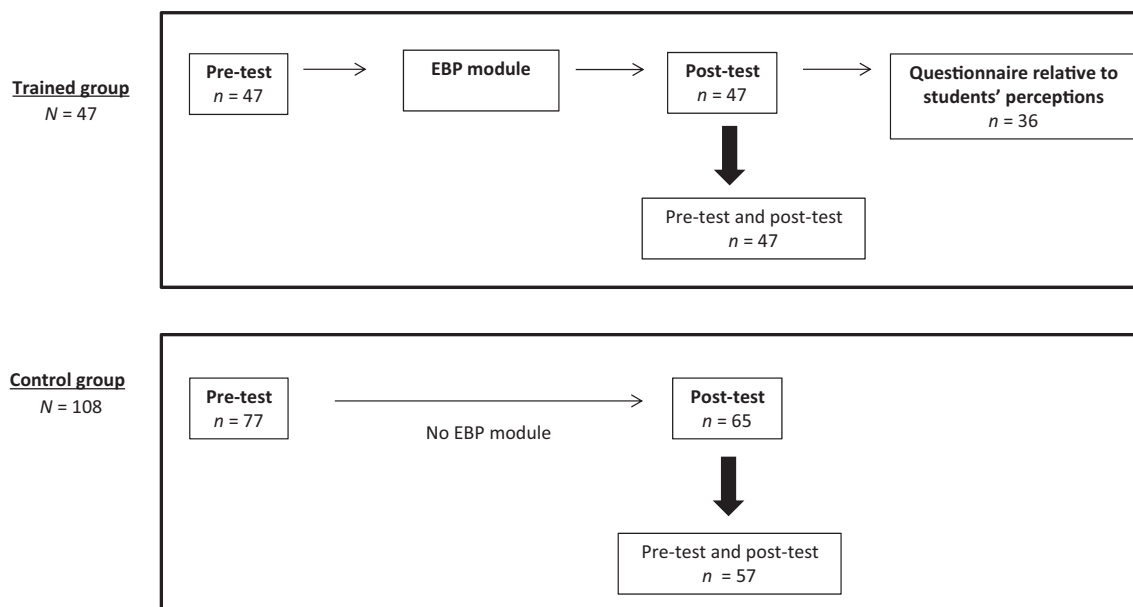 Trained group
N = 47
Pre-test
n = 47
EBP module
Post-test
n = 47
Questionnaire relative to
students’ perceptions
n = 36
Pre-test and post-test
n = 47
Control group
N = 108
Pre-test
n = 77
No EBP module
Post-test
n = 65
Pre-test and post-test
n = 57